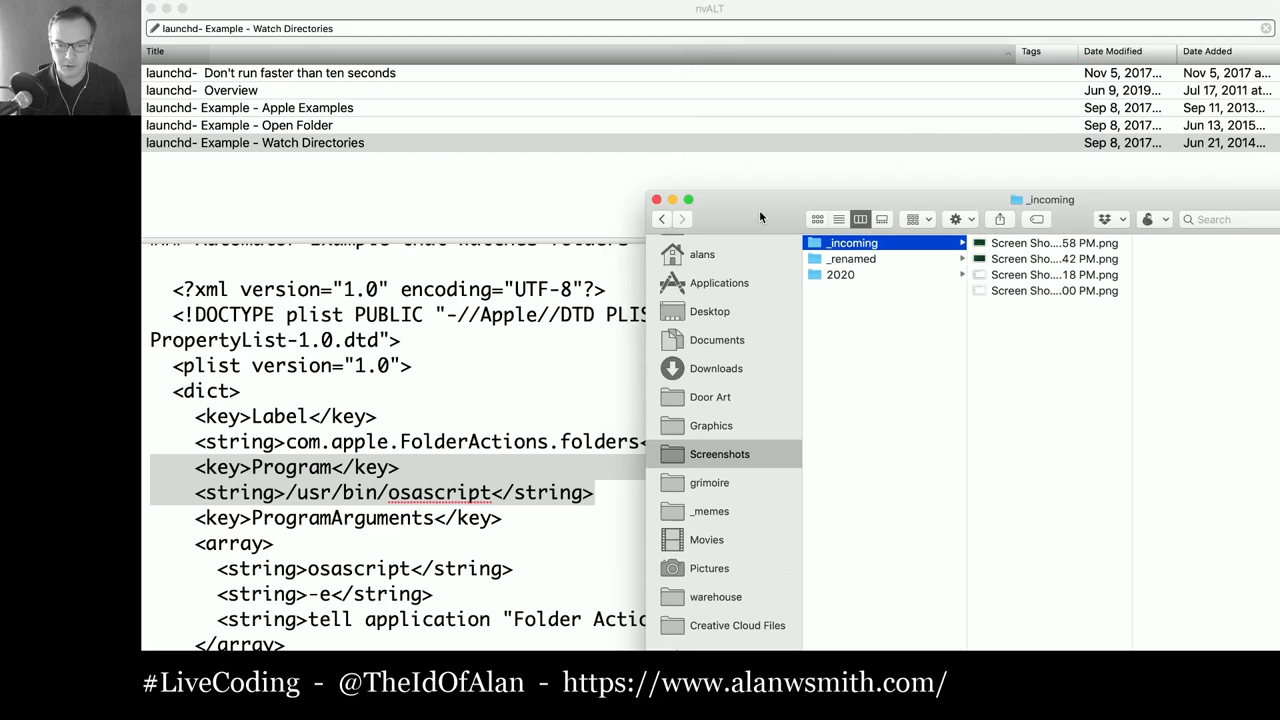 nvALT
launchd- Example - Watch Directories
Title Tags Date Modified Date Added
launchd- Don't run faster than ten seconds Nov 5, 2017... Nov 5, 2017 a...
launchd- Overview Jun 9, 2019... Jul 17, 2011 at...
launchd- Example - Apple Examples Sep 8, 2017... Sep 11, 2013...
launchd- Example - Open Folder Sep 8, 2017... Jun 13, 2015...
launchd- Example - Watch Directories Sep 8, 2017... Jun 21, 2014...
<?xml version="1.0" encoding="UTF-8"?>
<!DOCTYPE plist PUBLIC "-//Apple//DTD PLIS
PropertyList-1.0.dtd">
<plist version="1.0">
<dict>
<key>Label</key>
<string>com.apple.FolderActions.folders<
<key>Program</key>
<string>/usr/bin/osascript</string>
<key>ProgramArguments</key>
<array>
<string>osascript</string>
<string>-e</string>
<string>tell application "Folder Actio
</array>
_incoming
Search
alans
Applications
Desktop
Documents
Downloads
Door Art
Graphics
Screenshots
grimoire
_memes
Movies
Pictures
warehouse
Creative Cloud Files
_incoming
_renamed
2020
Screen Sho....58 PM.png
Screen Sho....42 PM.png
Screen Sho....18 PM.png
Screen Sho....00 PM.png
#LiveCoding - @TheIdOfAlan - https://www.alanwsmith.com/